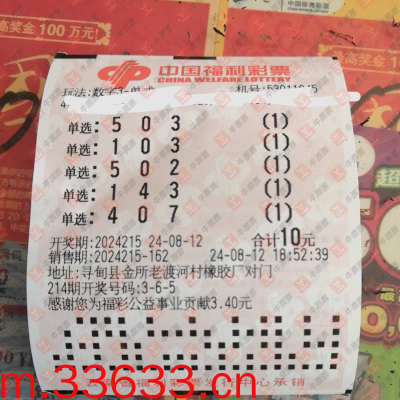 最高奖金100万元
中国福利彩票
CHINA WELFARE LOTTERY
单选: 5 0 3 (1)
单选: 1 0 3 (1)
单选: 5 0 2 (1)
单选: 1 4 3 (1)
单选: 4 0 7 (1)
开奖期:2024215 24-08-12 合计10元
销售期:2024215-162 24-08-12 18:52:39
地址:寻甸县金所老渡河村橡胶厂对门
214期开奖号码:3-6-5
感谢您为福彩公益事业贡献3.40元
m.33633.cn